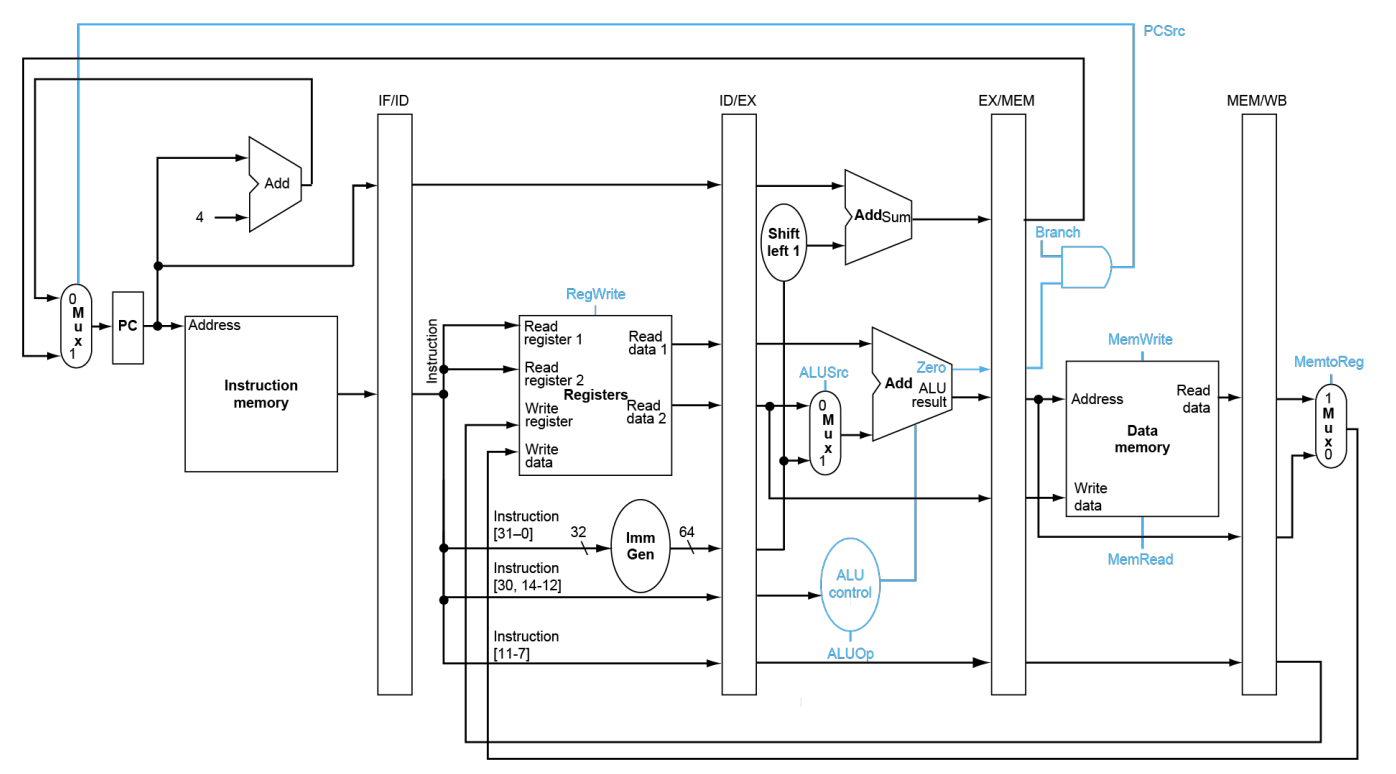 PCSrc
IF/ID
ID/EX
EX/MEM
MEM/WB
Add
4
Shift
left 1
AddSum
Branch
0
M
u
x
1
PC
Address
Instruction
memory
Instruction
RegWrite
Read
register 1
Read
register 2
Write
register
Write
data
Registers
Read
data 1
Read
data 2
ALUSrc
0
M
u
x
1
Zero
Add
ALU
result
MemWrite
Address
Read
data
Data
memory
Write
data
MemRead
MemtoReg
1
M
u
x
0
Instruction
[31–0]
32
Imm
Gen
64
Instruction
[30, 14-12]
ALU
control
Instruction
[11-7]
ALUOp